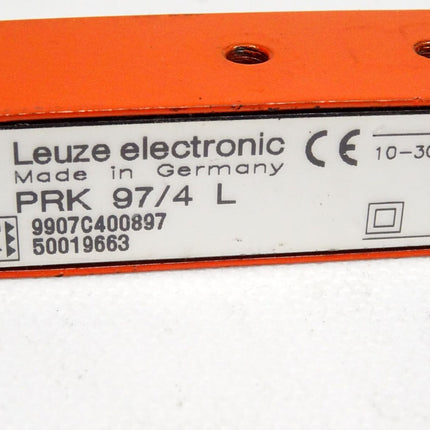 Leuze electronic CE 10-30
Made in Germany
PRK 97/4 L
9907C400897
50019663